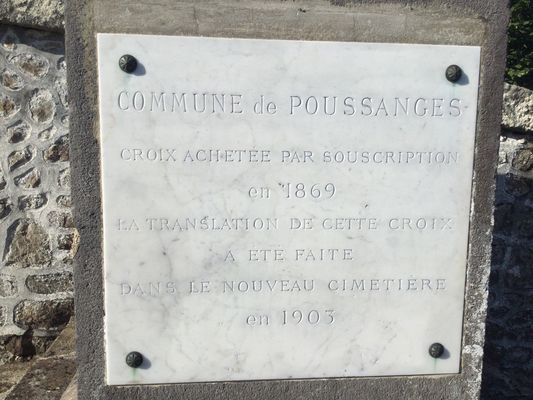 COMMUNE de POUSSANGES
CROIX ACHETÉE PAR SOUSCRIPTION
en 1869
LA TRANSLATION DE CETTE CROIX
A ÉTÉ FAITE
DANS LE NOUVEAU CIMETIÈRE
en 1903